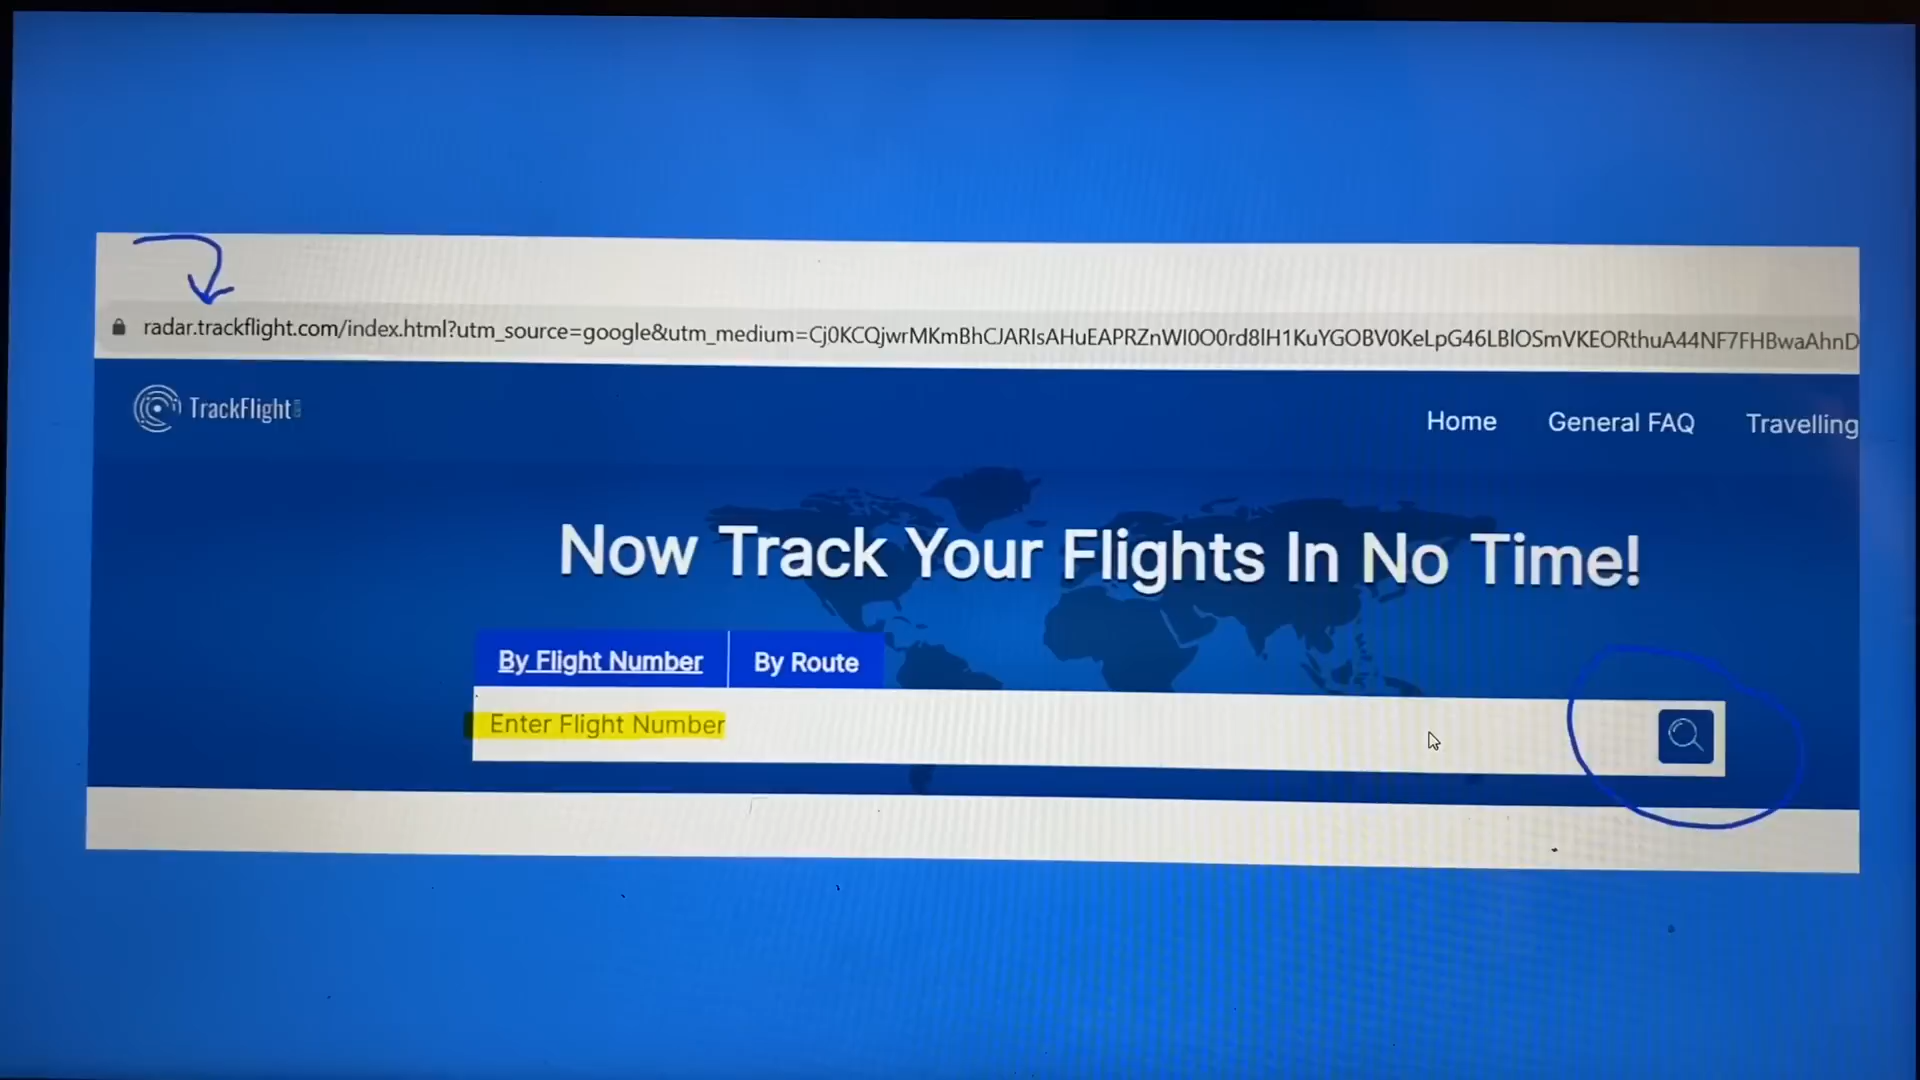 radar.trackflight.com/index.html?utm_source=google&utm_medium=Cj0KCQjwrMKmBhCJARIsAHuEAPRZnWI0O0rd8lH1KuYGOBV0KeLpG46LBlOSmVKEORthuA44NF7FHBwaAhnD
TrackFlight
Home General FAQ Travelling
Now Track Your Flights In No Time!
By Flight Number By Route
Enter Flight Number